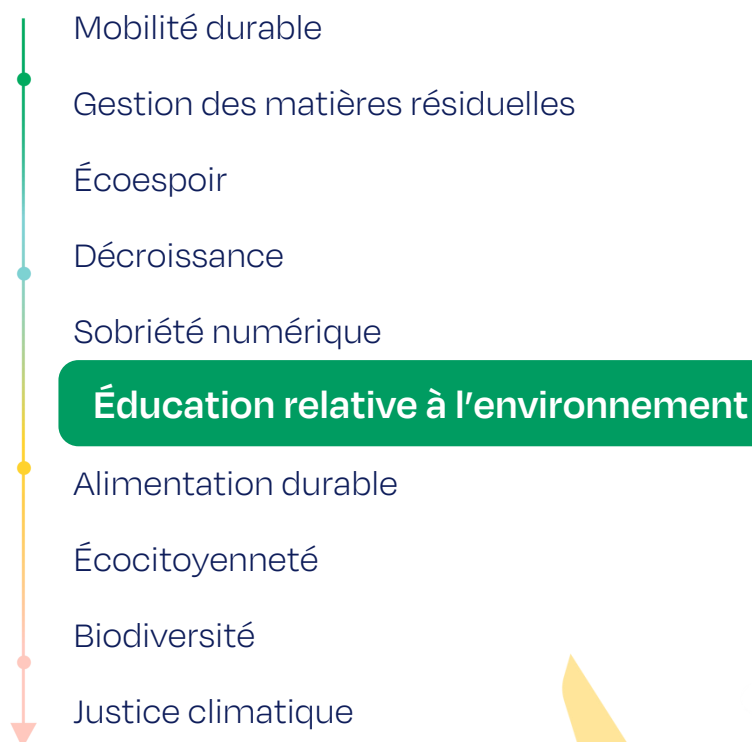 Mobilité durable
Gestion des matières résiduelles
Écoespoir
Décroissance
Sobriété numérique
Éducation relative à l’environnement
Alimentation durable
Écocitoyenneté
Biodiversité
Justice climatique